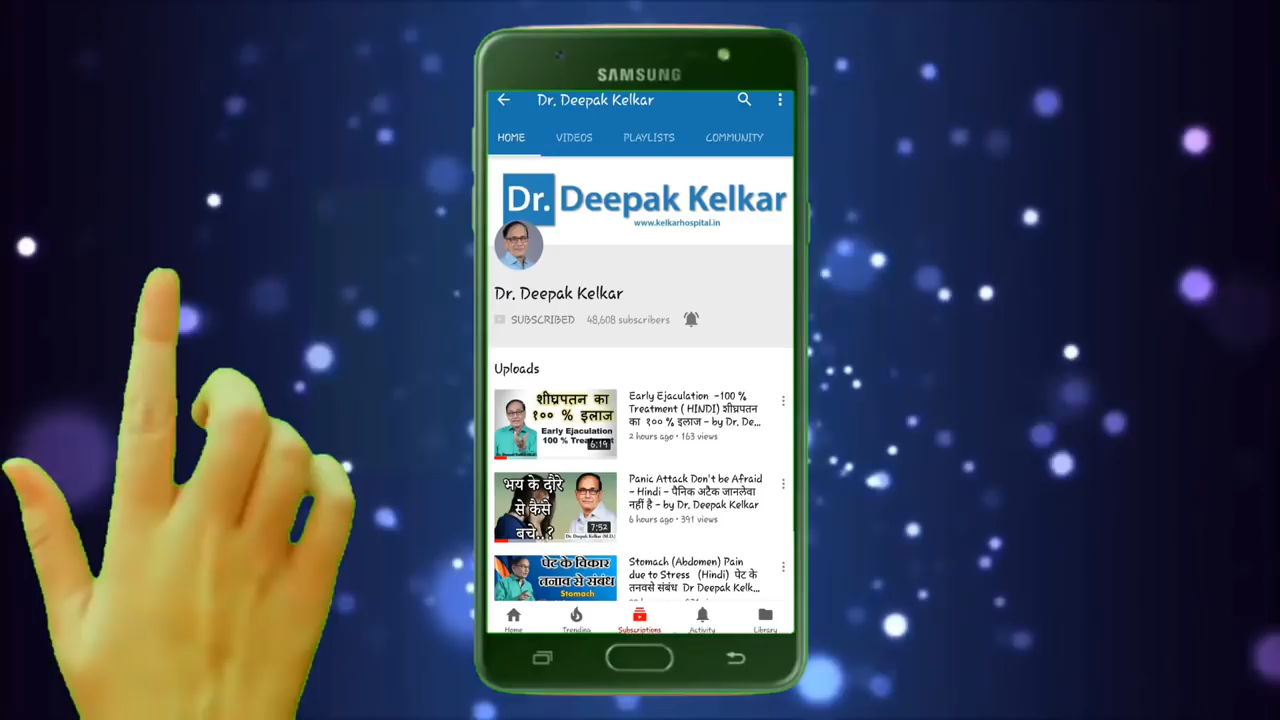 SAMSUNG
Dr. Deepak Kelkar
HOME VIDEOS PLAYLISTS COMMUNITY
Dr. Deepak Kelkar
www.kelkarhospital.in
Dr. Deepak Kelkar
SUBSCRIBED 48,608 subscribers
Uploads
शीघ्रपतन का
१०० % इलाज
Early Ejaculation
100 % Treatment
6:19
Early Ejaculation -100 %
Treatment ( HINDI) शीघ्रपतन
का १०० % इलाज - by Dr. De...
2 hours ago • 163 views
भय के दौरे
से कैसे
बचे..?
7:52
Dr. Deepak Kelkar (M.D.)
Panic Attack Don't be Afraid
- Hindi - पैनिक अटैक जानलेवा
नहीं है - by Dr. Deepak Kelkar
6 hours ago • 391 views
पेट के विकार
तनाव से संबंध
Stomach
Stomach (Abdomen) Pain
due to Stress (Hindi) पेट के
तनवसे संबंध Dr Deepak Kelk...
Home Trending Subscriptions Activity Library